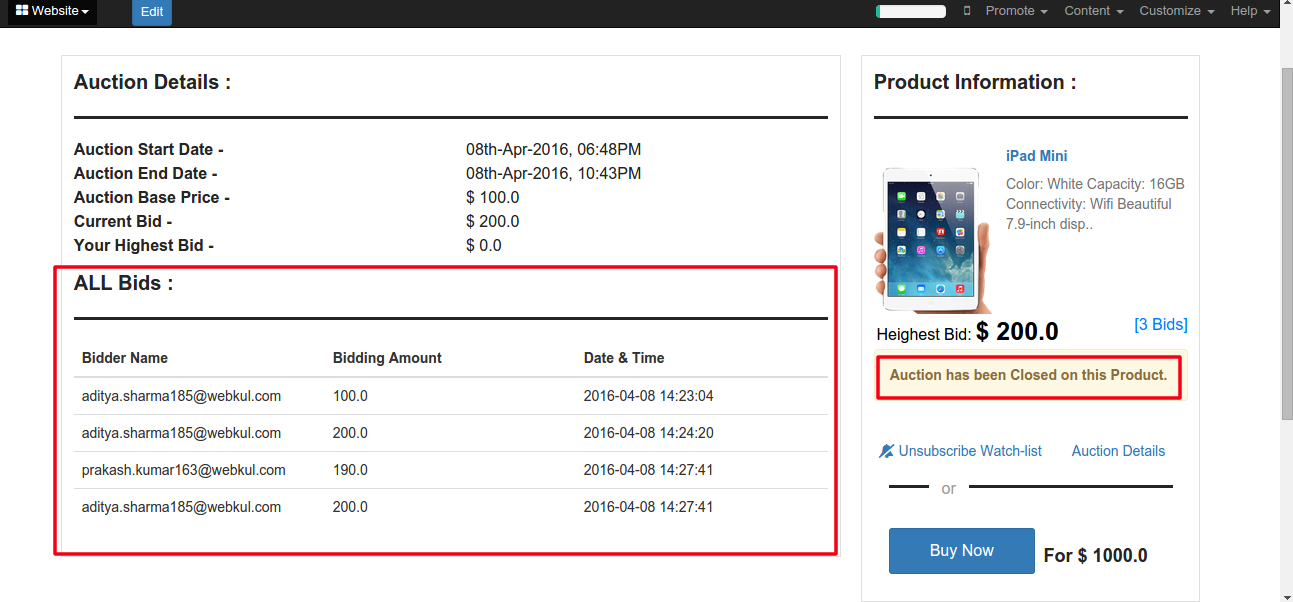 Website Edit Promote Content Customize Help
Auction Details :
Auction Start Date - 08th-Apr-2016, 06:48PM
Auction End Date - 08th-Apr-2016, 10:43PM
Auction Base Price - $ 100.0
Current Bid - $ 200.0
Your Highest Bid - $ 0.0
ALL Bids :
Bidder Name Bidding Amount Date & Time
aditya.sharma185@webkul.com 100.0 2016-04-08 14:23:04
aditya.sharma185@webkul.com 200.0 2016-04-08 14:24:20
prakash.kumar163@webkul.com 190.0 2016-04-08 14:27:41
aditya.sharma185@webkul.com 200.0 2016-04-08 14:27:41
Product Information :
iPad Mini
Color: White Capacity: 16GB
Connectivity: Wifi Beautiful
7.9-inch disp..
Heighest Bid: $ 200.0 [3 Bids]
Auction has been Closed on this Product.
Unsubscribe Watch-list Auction Details
or
Buy Now For $ 1000.0